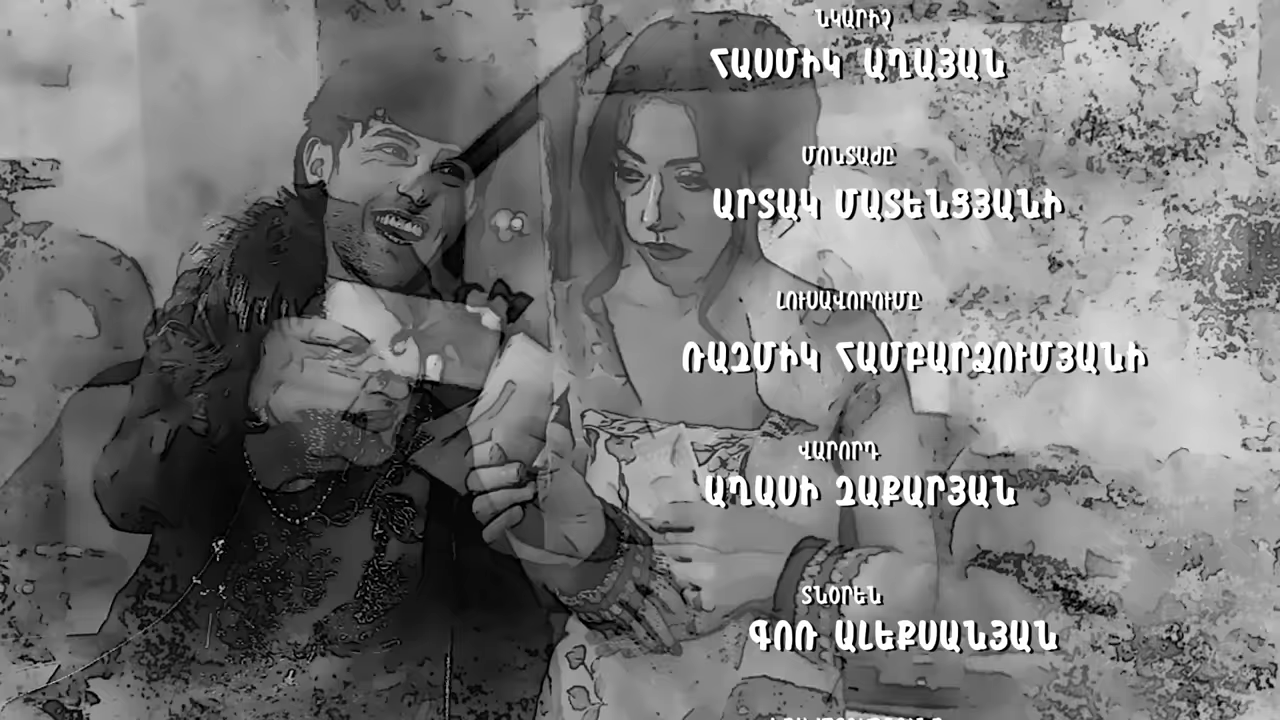 ՆԿԱՐԻՉ
ՀԱՍՄԻԿ ԱՂԱՅԱՆ
ՄՈՆՏԱԺԸ
ԱՐՏԱԿ ՄԱՏԵՆՑՅԱՆԻ
ԼՈՒՍԱՎՈՐՈՒՄԸ
ՌԱԶՄԻԿ ՀԱՄԲԱՐՁՈՒՄՅԱՆԻ
ՎԱՐՈՐԴ
ԱՂԱՍԻ ԶԱՔԱՐՅԱՆ
ՏՆՕՐԵՆ
ԳՈՌ ԱԼԵՔՍԱՆՅԱՆ